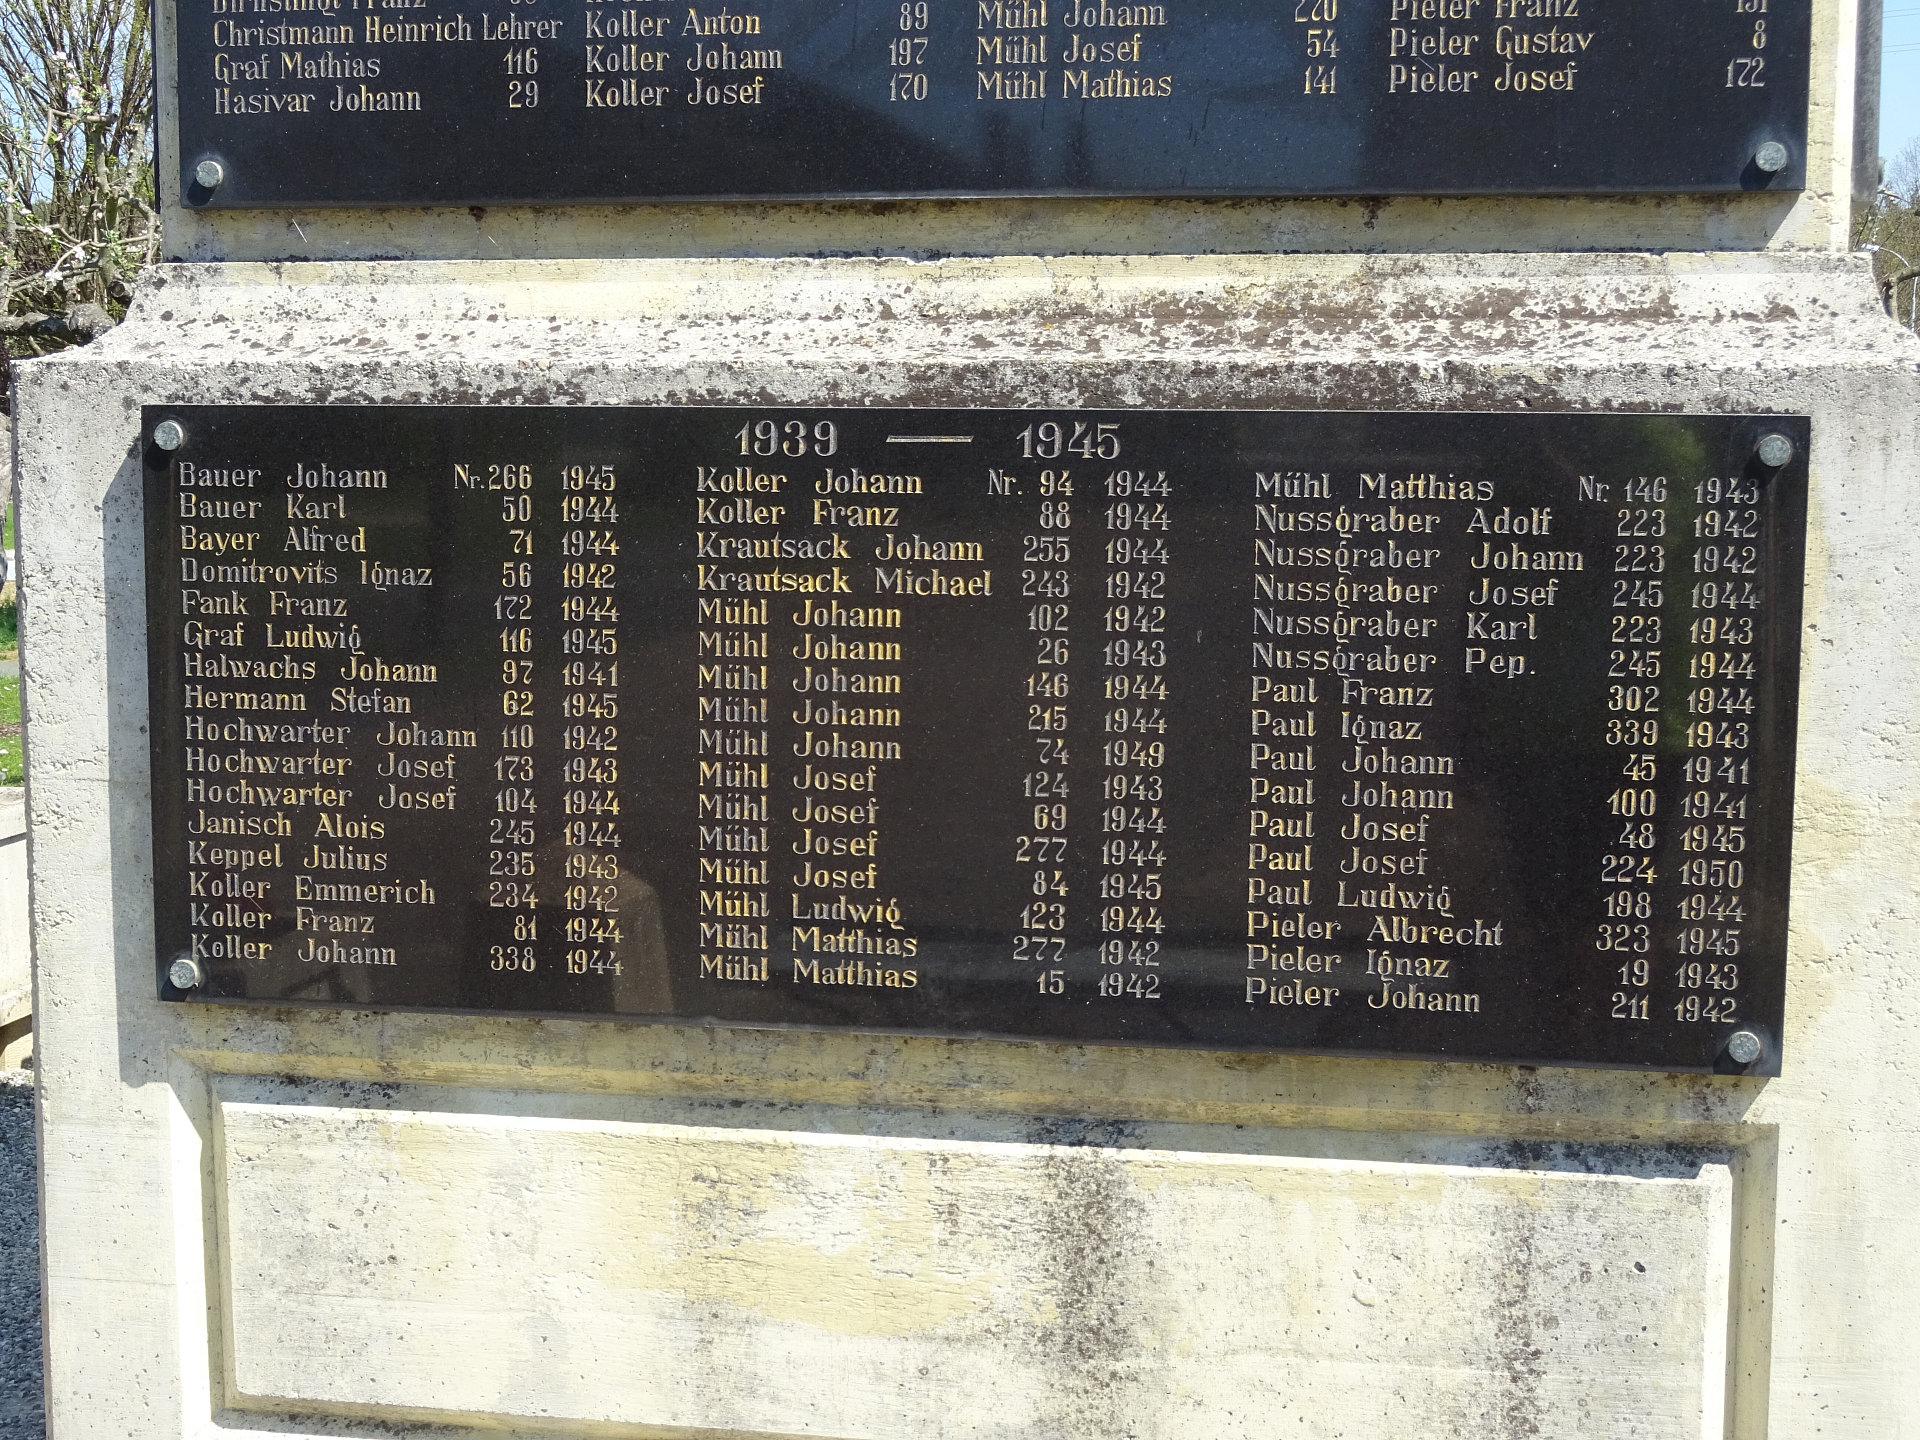 Christmann Heinrich Lehrer
Graf Mathias 116
Hasivar Johann 29
Koller Anton 89
Koller Johann 197
Koller Josef 170
Mühl Johann 220
Mühl Josef 54
Mühl Mathias 141
Pieler Franz
Pieler Gustav 8
Pieler Josef 172
1939 — 1945
Bauer Johann Nr. 266 1945
Bauer Karl 50 1944
Bayer Alfred 71 1944
Domitrovits Ignaz 56 1942
Fank Franz 172 1944
Graf Ludwig 116 1945
Halwachs Johann 97 1941
Hermann Stefan 62 1945
Hochwarter Johann 110 1942
Hochwarter Josef 173 1943
Hochwarter Josef 104 1944
Janisch Alois 245 1944
Keppel Julius 235 1943
Koller Emmerich 234 1942
Koller Franz 81 1944
Koller Johann 338 1944
Koller Johann Nr. 94 1944
Koller Franz 88 1944
Krautsack Johann 255 1944
Krautsack Michael 243 1942
Mühl Johann 102 1942
Mühl Johann 26 1943
Mühl Johann 146 1944
Mühl Johann 215 1944
Mühl Johann 74 1949
Mühl Josef 124 1943
Mühl Josef 69 1944
Mühl Josef 277 1944
Mühl Josef 84 1945
Mühl Ludwig 123 1944
Mühl Matthias 277 1942
Mühl Matthias 15 1942
Mühl Matthias Nr. 146 1943
Nussgraber Adolf 223 1942
Nussgraber Johann 223 1942
Nussgraber Josef 245 1944
Nussgraber Karl 223 1943
Nussgraber Pep. 245 1944
Paul Franz 302 1944
Paul Ignaz 339 1943
Paul Johann 45 1941
Paul Johann 100 1941
Paul Josef 48 1945
Paul Josef 224 1950
Paul Ludwig 198 1944
Pieler Albrecht 323 1945
Pieler Ignaz 19 1943
Pieler Johann 211 1942